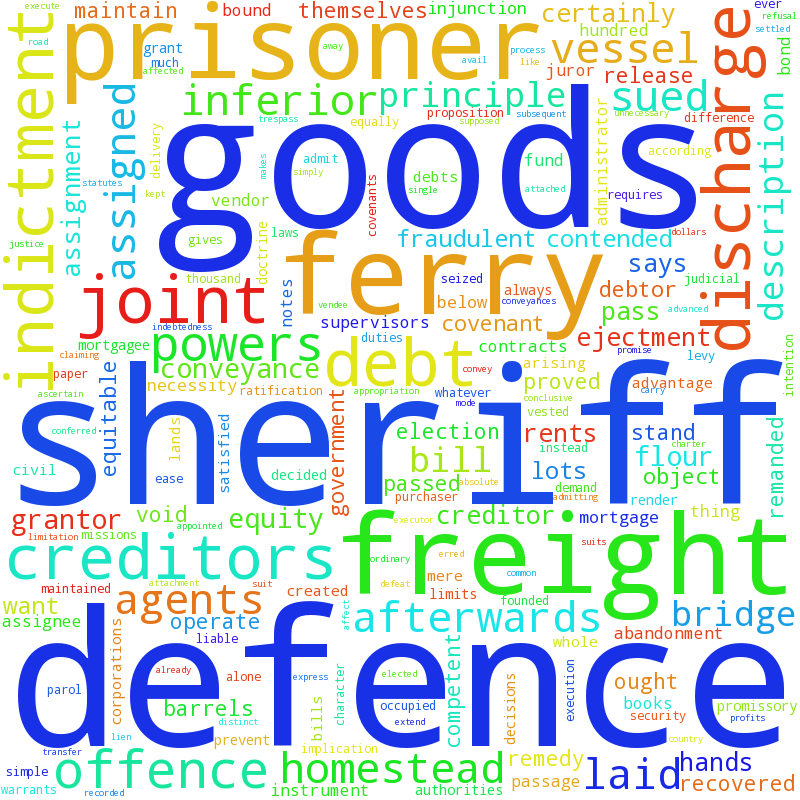 execute
maintain
bound
themselves
injunction
certainly
refusal
ever
settled
road
grant
much
prisoner
away
process
like
hundred
vessel
bond
affected
avail
juror
release
indictment
assigned
inferior
principle
sued
discharge
description
trespass
proposition
subsequent
unnecessary
difference
equally
supposed
assignment
delivery
goods
administrator
according
makes
admit
fund
debts
simply
statutes
kept
vendor
single
attached
requires
covenants
laws
gives
justice
doctrine
ferry
fraudulent
contended
dollars
says
judicial
thousand
notes
seized
always
debtor
joint
below
conveyances
vendee
pass
advanced
indebtedness
supervisors
covenant
powers
duties
ejectment
mortgagee
contracts
claiming
debt
promise
levy
intention
conveyance
convey
arising
paper
necessity
ratification
appropriation
whatever
proved
carry
advantage
ascertain
mode
conclusive
vested
charter
conferred
equitable
sheriff
lands
satisfied
government
election
rents
stand
remanded
decided
instead
bill
flour
civil
ease
passed
lots
object
absolute
demand
purchaser
admitting
render
grantor
void
equity
creditor
mortgage
thing
appointed
executor
limitation
missions
freight
erred
suits
creditors
ordinary
common
attachment
suit
mere
maintained
defeat
limits
agents
created
founded
want
afterwards
bridge
assignee
operate
affect
liable
abandonment
corporations
defence
competent
whole
already
alone
express
elected
ought
parol
character
occupied
decisions
execution
security
barrels
books
promissory
distinct
bills
extend
profits
lien
prevent
implication
country
transfer
remedy
hands
simple
offence
homestead
laid
passage
recovered
warrants
recorded
instrument
authorities